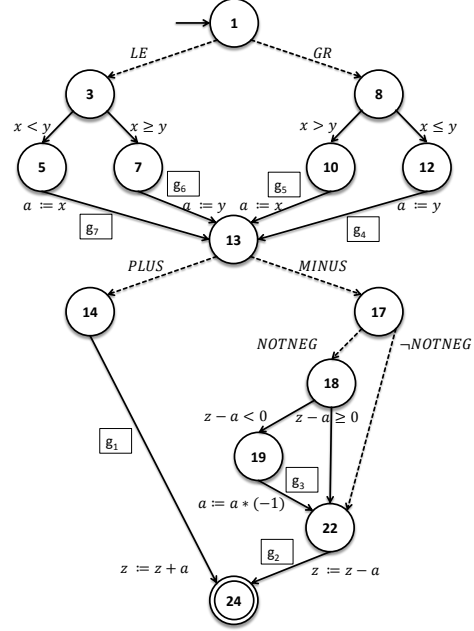 1
LE
GR
3
8
x < y
x ≥ y
x > y
x ≤ y
5
7
10
12
g₆
g₅
a := x
a := y
a := x
a := y
g₇
g₄
13
PLUS
MINUS
14
17
NOTNEG
¬NOTNEG
18
z − a < 0
z − a ≥ 0
g₁
19
g₃
a := a ∗ (−1)
22
g₂
z := z + a
z := z − a
24